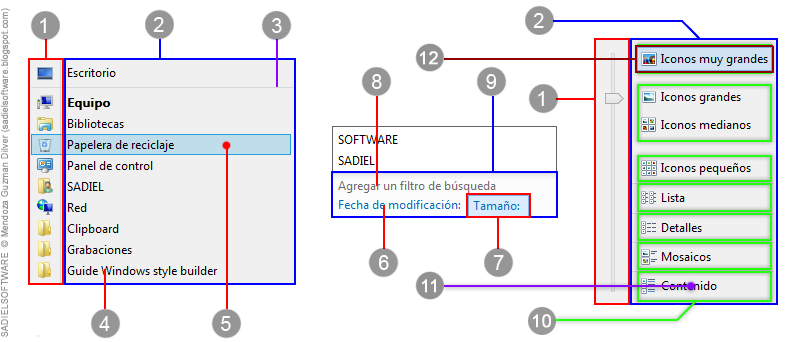 SADIELSOFTWARE © Mendoza Guzman Dilver (sadielsoftware.blogspot.com)
1
2
3
Escritorio
Equipo
Bibliotecas
Papelera de reciclaje
Panel de control
SADIEL
Red
Clipboard
Grabaciones
Guide Windows style builder
4
5
8
9
SOFTWARE
SADIEL
Agregar un filtro de búsqueda
Fecha de modificación: Tamaño:
6
7
2
12
1
Iconos muy grandes
Iconos grandes
Iconos medianos
Iconos pequeños
Lista
Detalles
Mosaicos
Contenido
11
10